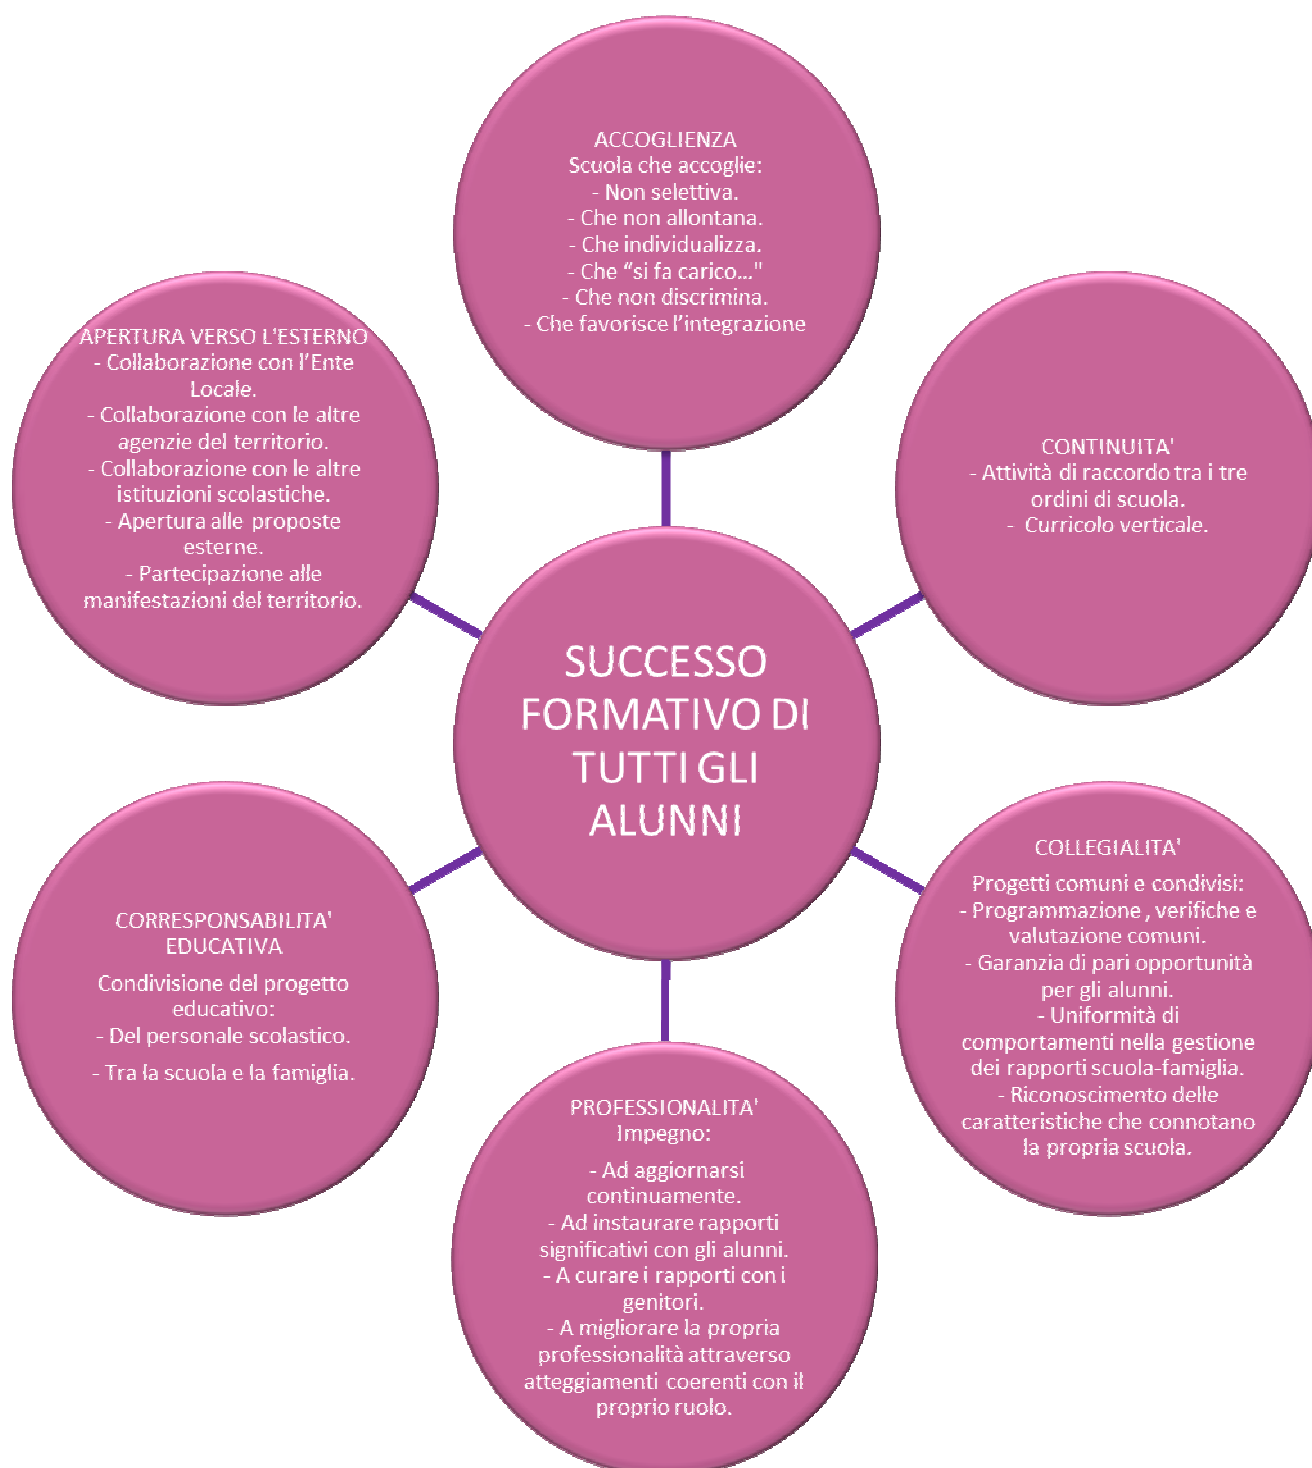 ACCOGLIENZA
Scuola che accoglie:
- Non selettiva.
- Che non allontana.
- Che individualizza.
- Che “si fa carico..."
- Che non discrimina.
- Che favorisce l’integrazione
APERTURA VERSO L’ESTERNO
- Collaborazione con l’Ente
Locale.
- Collaborazione con le altre
agenzie del territorio.
- Collaborazione con le altre
istituzioni scolastiche.
- Apertura alle proposte
esterne.
- Partecipazione alle
manifestazioni del territorio.
CONTINUITA'
- Attività di raccordo tra i tre
ordini di scuola.
- Curricolo verticale.
SUCCESSO
FORMATIVO DI
TUTTI GLI
ALUNNI
CORRESPONSABILITA'
EDUCATIVA
Condivisione del progetto
educativo:
- Del personale scolastico.
- Tra la scuola e la famiglia.
COLLEGIALITA'
Progetti comuni e condivisi:
- Programmazione , verifiche e
valutazione comuni.
- Garanzia di pari opportunità
per gli alunni.
- Uniformità di
comportamenti nella gestione
dei rapporti scuola-famiglia.
- Riconoscimento delle
caratteristiche che connotano
la propria scuola.
PROFESSIONALITA'
Impegno:
- Ad aggiornarsi
continuamente.
- Ad instaurare rapporti
significativi con gli alunni.
- A curare i rapporti con i
genitori.
- A migliorare la propria
professionalità attraverso
atteggiamenti coerenti con il
proprio ruolo.